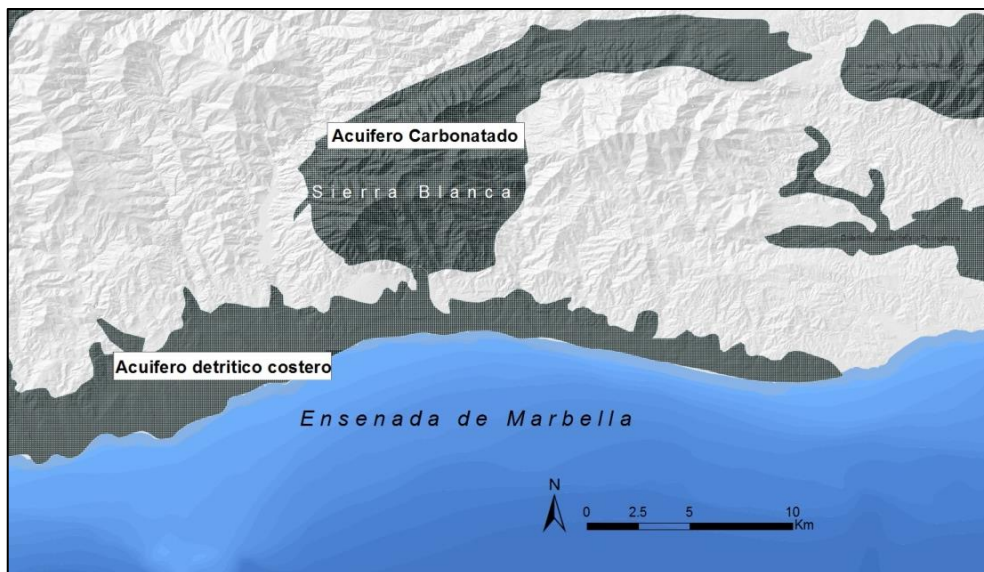 Acuifero Carbonatado
Sierra Blanca
Acuifero detritico costero
Ensenada de Marbella
N
0 2.5 5 10
Km